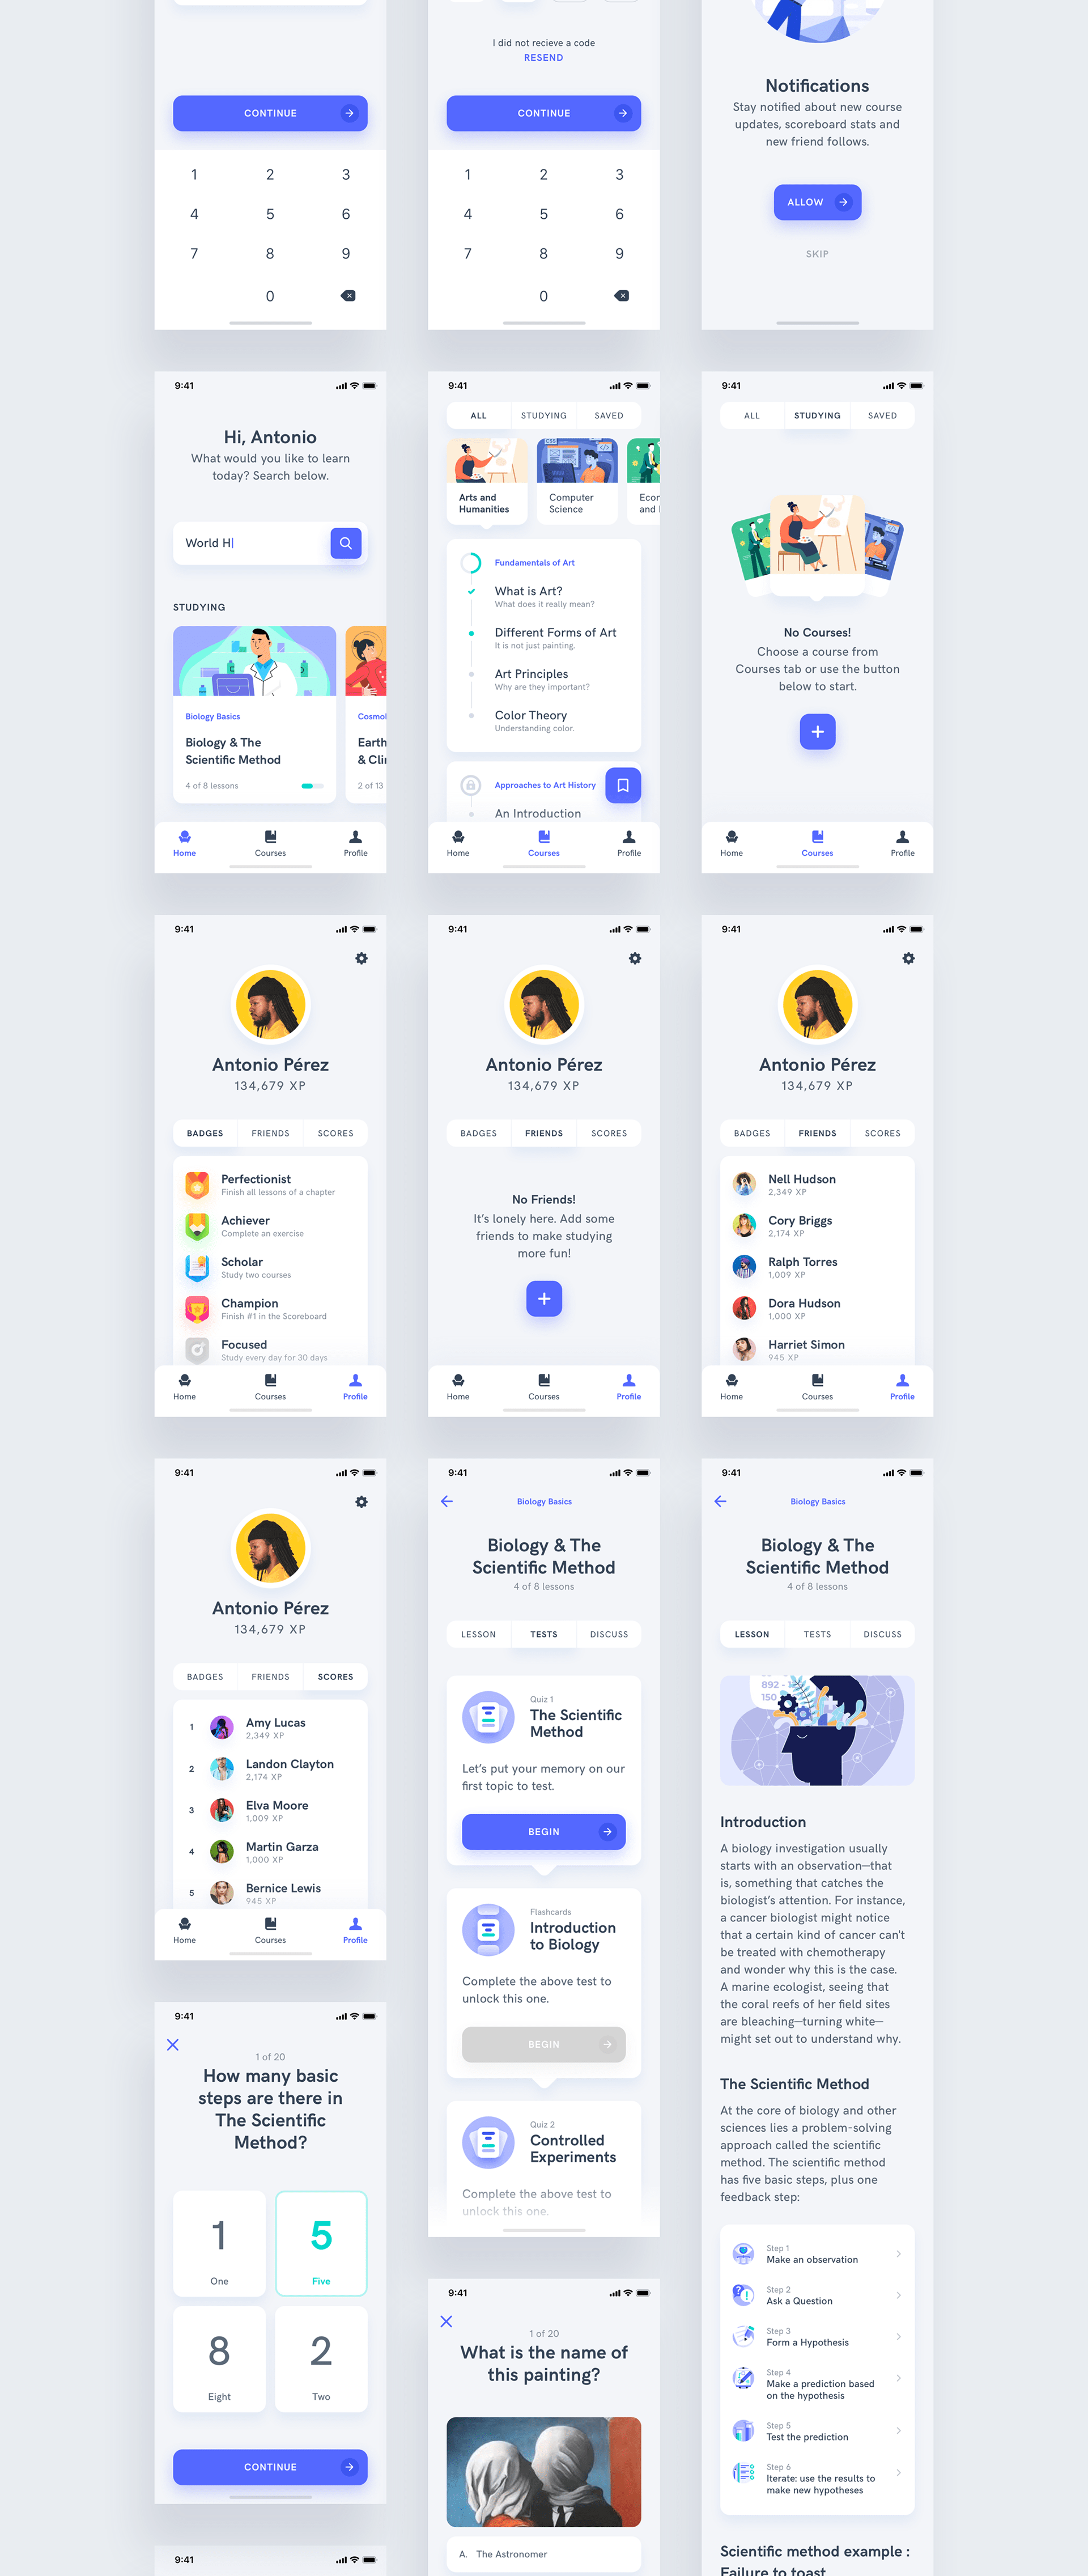 CONTINUE
1 2 3
4 5 6
7 8 9
0
I did not recieve a code
RESEND
CONTINUE
1 2 3
4 5 6
7 8 9
0
Notifications
Stay notified about new course
updates, scoreboard stats and
new friend follows.
ALLOW
SKIP
9:41
Hi, Antonio
What would you like to learn
today? Search below.
World H
STUDYING
Biology Basics
Biology & The
Scientific Method
4 of 8 lessons
Cosmol
Earth
& Cli
2 of 13
Home Courses Profile
9:41
ALL STUDYING SAVED
Arts and
Humanities
Computer
Science
Econ
and
Fundamentals of Art
What is Art?
What does it really mean?
Different Forms of Art
It is not just painting.
Art Principles
Why are they important?
Color Theory
Understanding color.
Approaches to Art History
An Introduction
Home Courses Profile
9:41
ALL STUDYING SAVED
No Courses!
Choose a course from
Courses tab or use the button
below to start.
Home Courses Profile
9:41
Antonio Pérez
134,679 XP
BADGES FRIENDS SCORES
Perfectionist
Finish all lessons of a chapter
Achiever
Complete an exercise
Scholar
Study two courses
Champion
Finish #1 in the Scoreboard
Focused
Study every day for 30 days
Home Courses Profile
9:41
Antonio Pérez
134,679 XP
BADGES FRIENDS SCORES
No Friends!
It's lonely here. Add some
friends to make studying
more fun!
Home Courses Profile
9:41
Antonio Pérez
134,679 XP
BADGES FRIENDS SCORES
Nell Hudson
2,349 XP
Cory Briggs
2,174 XP
Ralph Torres
1,009 XP
Dora Hudson
1,000 XP
Harriet Simon
945 XP
Home Courses Profile
9:41
Antonio Pérez
134,679 XP
BADGES FRIENDS SCORES
1 Amy Lucas
2,349 XP
2 Landon Clayton
2,174 XP
3 Elva Moore
1,009 XP
4 Martin Garza
1,000 XP
5 Bernice Lewis
945 XP
Home Courses Profile
9:41
Biology Basics
Biology & The
Scientific Method
4 of 8 lessons
LESSON TESTS DISCUSS
Quiz 1
The Scientific
Method
Let's put your memory on our
first topic to test.
BEGIN
Flashcards
Introduction
to Biology
Complete the above test to
unlock this one.
BEGIN
Quiz 2
Controlled
Experiments
Complete the above test to
unlock this one.
9:41
Biology Basics
Biology & The
Scientific Method
4 of 8 lessons
LESSON TESTS DISCUSS
892 - 1
150
Introduction
A biology investigation usually
starts with an observation—that
is, something that catches the
biologist's attention. For instance,
a cancer biologist might notice
that a certain kind of cancer can't
be treated with chemotherapy
and wonder why this is the case.
A marine ecologist, seeing that
the coral reefs of her field sites
are bleaching—turning white—
might set out to understand why.
The Scientific Method
At the core of biology and other
sciences lies a problem-solving
approach called the scientific
method. The scientific method
has five basic steps, plus one
feedback step:
Step 1
Make an observation
Step 2
Ask a Question
Step 3
Form a Hypothesis
Step 4
Make a prediction based
on the hypothesis
Step 5
Test the prediction
Step 6
Iterate: use the results to
make new hypotheses
Scientific method example :
Failure to toast
9:41
1 of 20
How many basic
steps are there in
The Scientific
Method?
1 5
One Five
8 2
Eight Two
CONTINUE
9:41
9:41
1 of 20
What is the name of
this painting?
A. The Astronomer